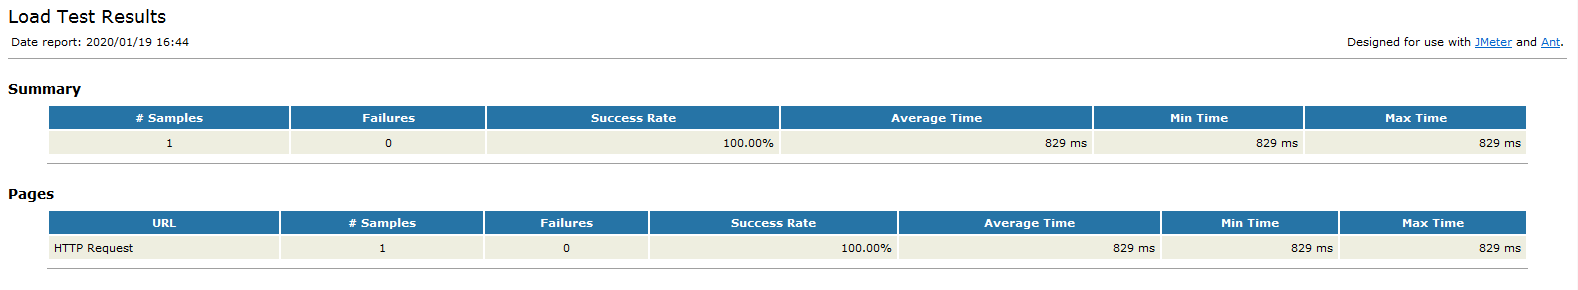 Load Test Results
Date report: 2020/01/19 16:44 Designed for use with JMeter and Ant.
Summary
# Samples Failures Success Rate Average Time Min Time Max Time
1 0 100.00% 829 ms 829 ms 829 ms
Pages
URL # Samples Failures Success Rate Average Time Min Time Max Time
HTTP Request 1 0 100.00% 829 ms 829 ms 829 ms